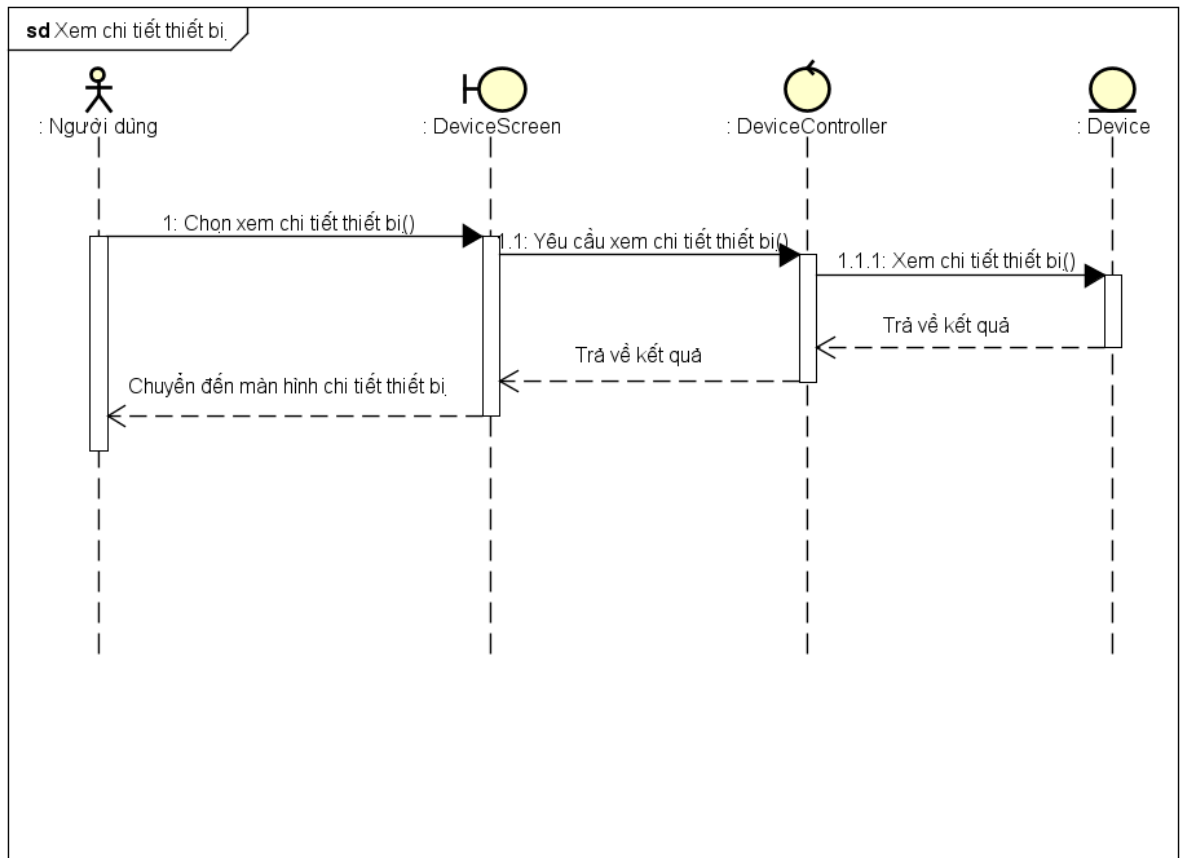 sd Xem chi tiết thiết bị
: Người dùng
: DeviceScreen
: DeviceController
: Device
1: Chọn xem chi tiết thiết bị()
1.1: Yêu cầu xem chi tiết thiết bị()
1.1.1: Xem chi tiết thiết bị()
Trả về kết quả
Trả về kết quả
Chuyển đến màn hình chi tiết thiết bị